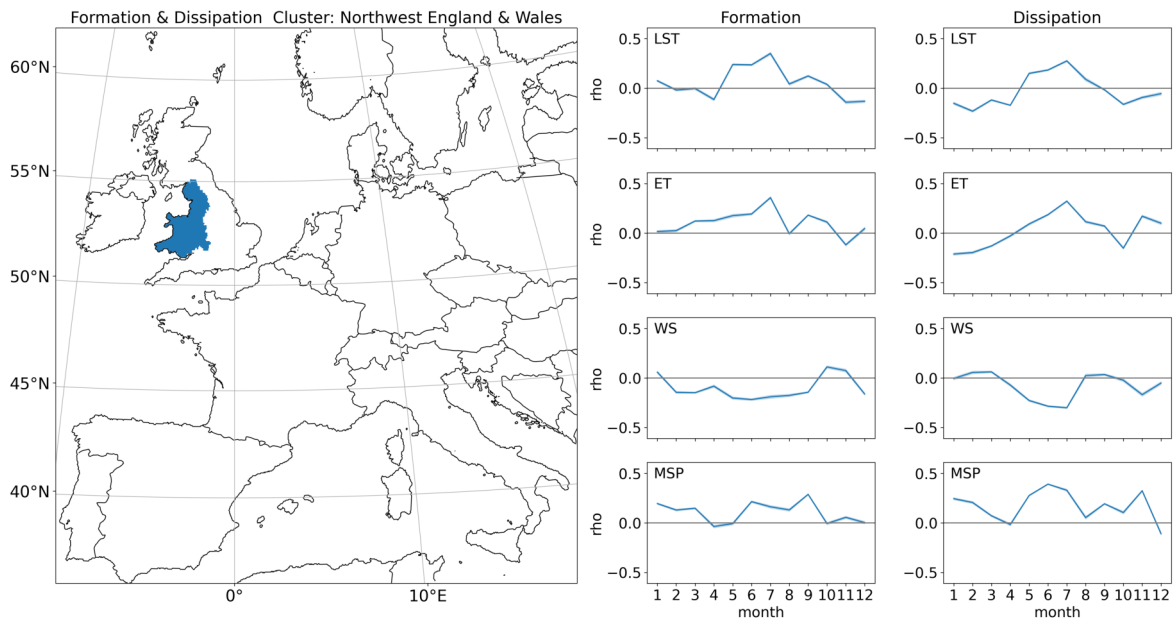 Formation & Dissipation  Cluster: Northwest England & Wales
60°N
55°N
50°N
45°N
40°N
0°
10°E
Formation
LST
0.5
0.0
−0.5
rho
ET
0.5
0.0
−0.5
rho
WS
0.5
0.0
−0.5
rho
MSP
0.5
0.0
−0.5
rho
1 2 3 4 5 6 7 8 9 10 11 12
month
Dissipation
LST
0.5
0.0
−0.5
ET
0.5
0.0
−0.5
WS
0.5
0.0
−0.5
MSP
0.5
0.0
−0.5
1 2 3 4 5 6 7 8 9 10 11 12
month